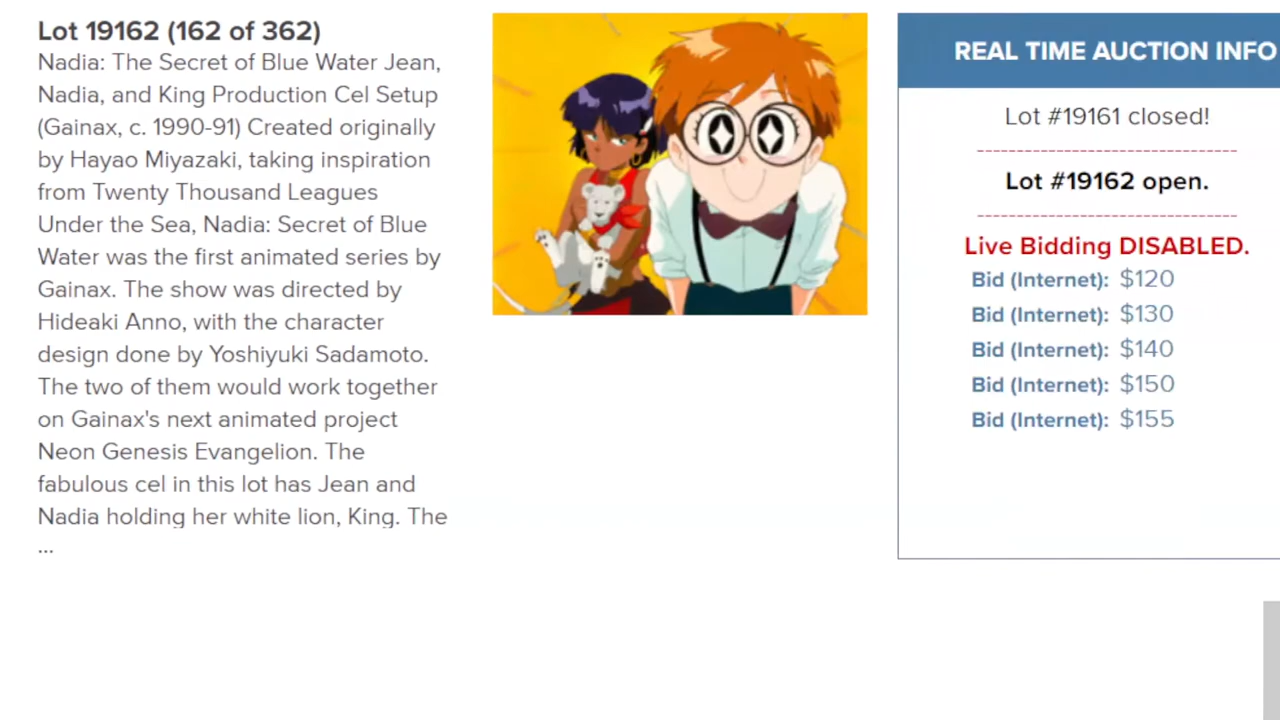 Lot 19162 (162 of 362)
Nadia: The Secret of Blue Water Jean,
Nadia, and King Production Cel Setup
(Gainax, c. 1990-91) Created originally
by Hayao Miyazaki, taking inspiration
from Twenty Thousand Leagues
Under the Sea, Nadia: Secret of Blue
Water was the first animated series by
Gainax. The show was directed by
Hideaki Anno, with the character
design done by Yoshiyuki Sadamoto.
The two of them would work together
on Gainax's next animated project
Neon Genesis Evangelion. The
fabulous cel in this lot has Jean and
Nadia holding her white lion, King. The
...
REAL TIME AUCTION INFO
Lot #19161 closed!
--------------------------------
Lot #19162 open.
--------------------------------
Live Bidding DISABLED.
Bid (Internet): $120
Bid (Internet): $130
Bid (Internet): $140
Bid (Internet): $150
Bid (Internet): $155